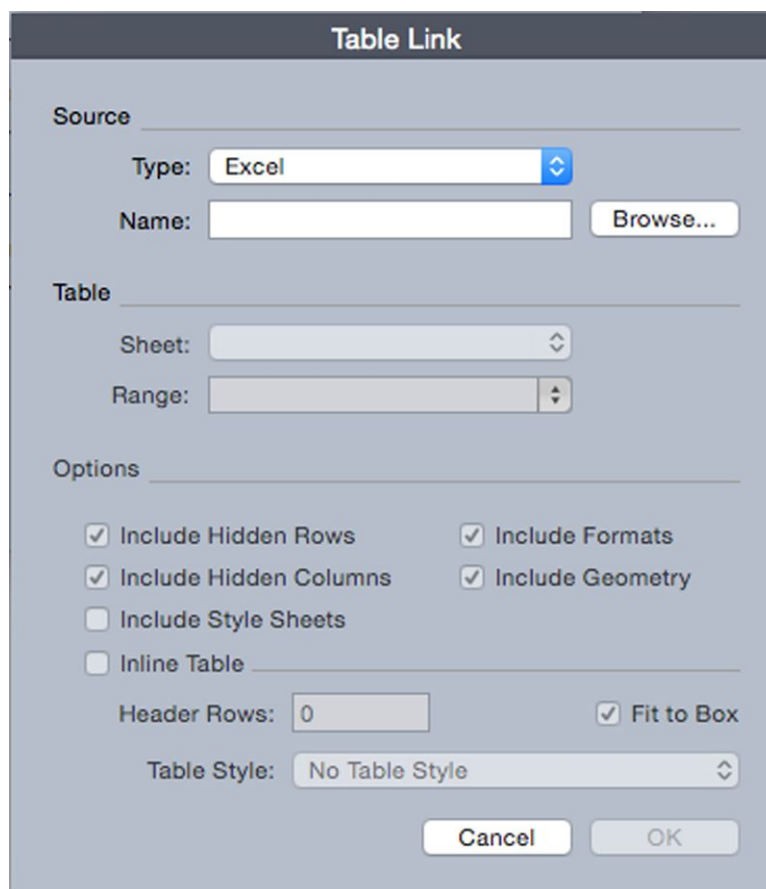 Table Link
Source
Type: Excel
Name: Browse...
Table
Sheet:
Range:
Options
Include Hidden Rows Include Formats
Include Hidden Columns Include Geometry
Include Style Sheets
Inline Table
Header Rows: 0 Fit to Box
Table Style: No Table Style
Cancel OK